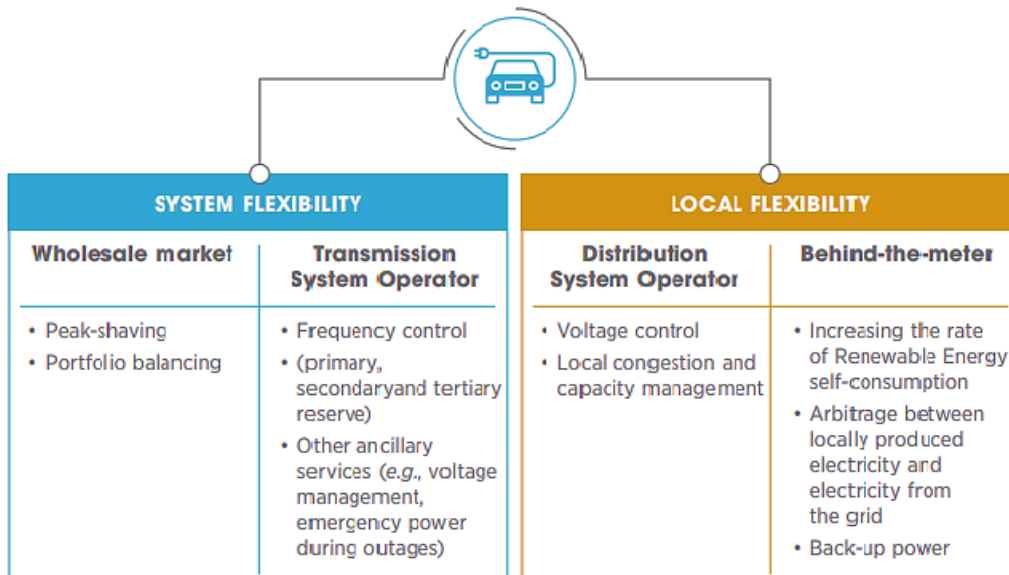 SYSTEM FLEXIBILITY
Wholesale market
• Peak-shaving
• Portfolio balancing
Transmission
System Operator
• Frequency control
• (primary,
secondaryand tertiary
reserve)
• Other ancillary
services (e.g., voltage
management,
emergency power
during outages)
LOCAL FLEXIBILITY
Distribution
System Operator
• Voltage control
• Local congestion and
capacity management
Behind-the-meter
• Increasing the rate
of Renewable Energy
self-consumption
• Arbitrage between
locally produced
electricity and
electricity from
the grid
• Back-up power